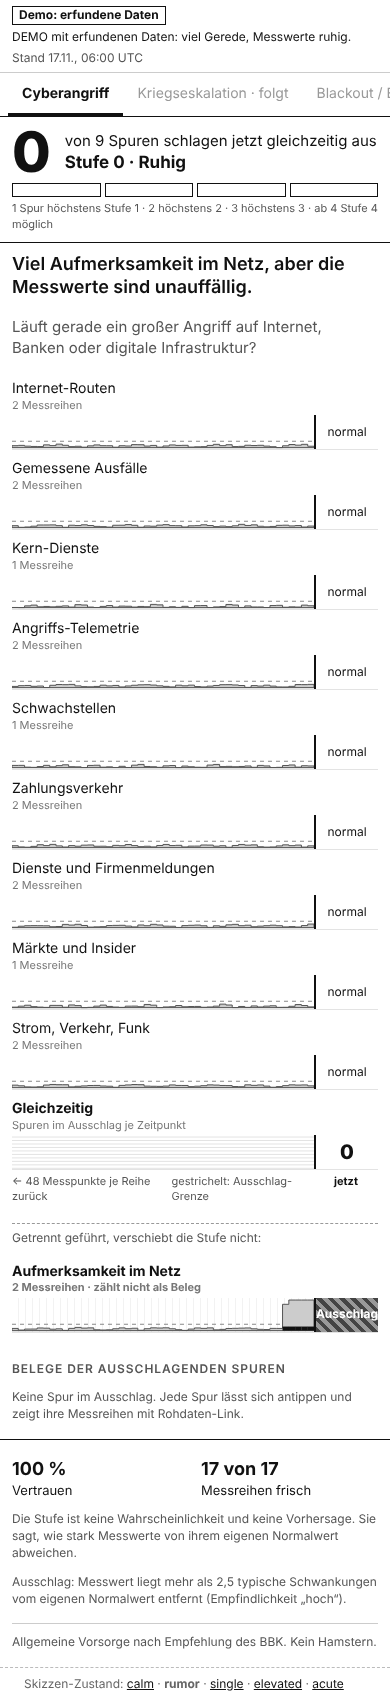 Demo: erfundene Daten
DEMO mit erfundenen Daten: viel Gerede, Messwerte ruhig.
Stand 17.11., 06:00 UTC
Cyberangriff Kriegseskalation · folgt Blackout /
0 von 9 Spuren schlagen jetzt gleichzeitig aus
Stufe 0 · Ruhig
1 Spur höchstens Stufe 1 · 2 höchstens 2 · 3 höchstens 3 · ab 4 Stufe 4
möglich
Viel Aufmerksamkeit im Netz, aber die
Messwerte sind unauffällig.
Läuft gerade ein großer Angriff auf Internet,
Banken oder digitale Infrastruktur?
Internet-Routen
2 Messreihen
normal
Gemessene Ausfälle
2 Messreihen
normal
Kern-Dienste
1 Messreihe
normal
Angriffs-Telemetrie
2 Messreihen
normal
Schwachstellen
1 Messreihe
normal
Zahlungsverkehr
2 Messreihen
normal
Dienste und Firmenmeldungen
2 Messreihen
normal
Märkte und Insider
1 Messreihe
normal
Strom, Verkehr, Funk
2 Messreihen
normal
Gleichzeitig
Spuren im Ausschlag je Zeitpunkt
0
← 48 Messpunkte je Reihe gestrichelt: Ausschlag- jetzt
zurück Grenze
Getrennt geführt, verschiebt die Stufe nicht:
Aufmerksamkeit im Netz
2 Messreihen · zählt nicht als Beleg
Ausschlag
BELEGE DER AUSSCHLAGENDEN SPUREN
Keine Spur im Ausschlag. Jede Spur lässt sich antippen und
zeigt ihre Messreihen mit Rohdaten-Link.
100 % 17 von 17
Vertrauen Messreihen frisch
Die Stufe ist keine Wahrscheinlichkeit und keine Vorhersage. Sie
sagt, wie stark Messwerte von ihrem eigenen Normalwert
abweichen.
Ausschlag: Messwert liegt mehr als 2,5 typische Schwankungen
vom eigenen Normalwert entfernt (Empfindlichkeit „hoch“).
Allgemeine Vorsorge nach Empfehlung des BBK. Kein Hamstern.
Skizzen-Zustand: calm · rumor · single · elevated · acute